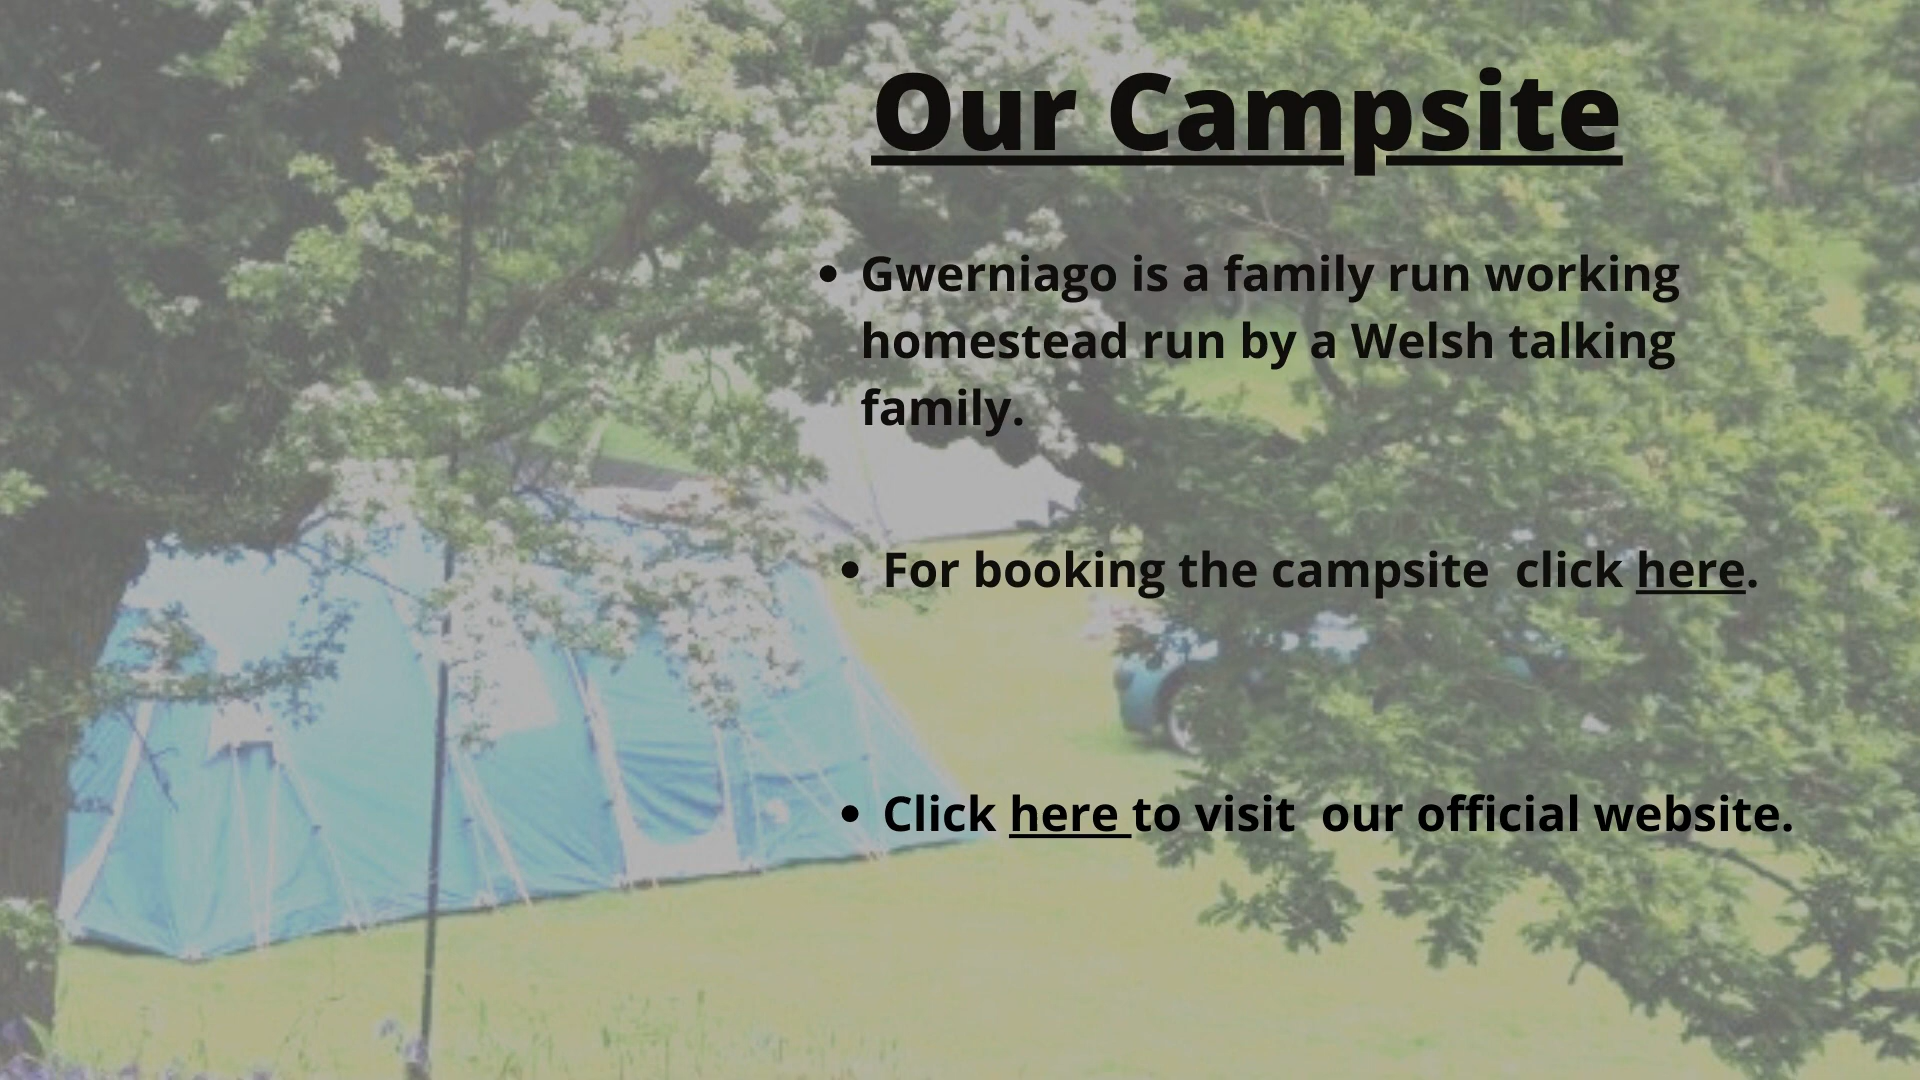 Our Campsite
• Gwerniago is a family run working
homestead run by a Welsh talking
family.
• For booking the campsite  click here.
• Click here to visit  our official website.